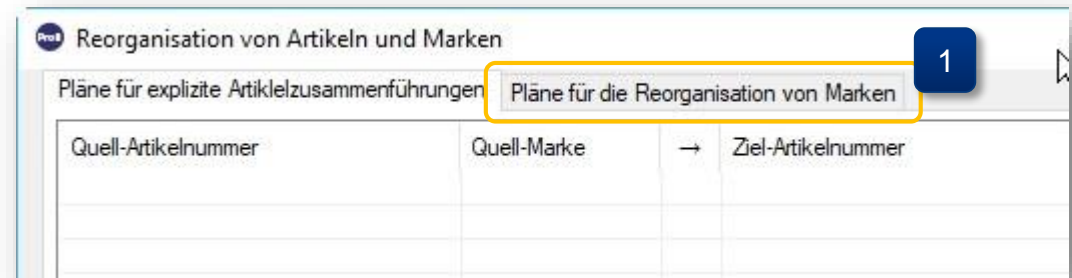 Pro||
Reorganisation von Artikeln und Marken
1
Pläne für explizite Artiklelzusammenführungen Pläne für die Reorganisation von Marken
Quell-Artikelnummer Quell-Marke → Ziel-Artikelnummer